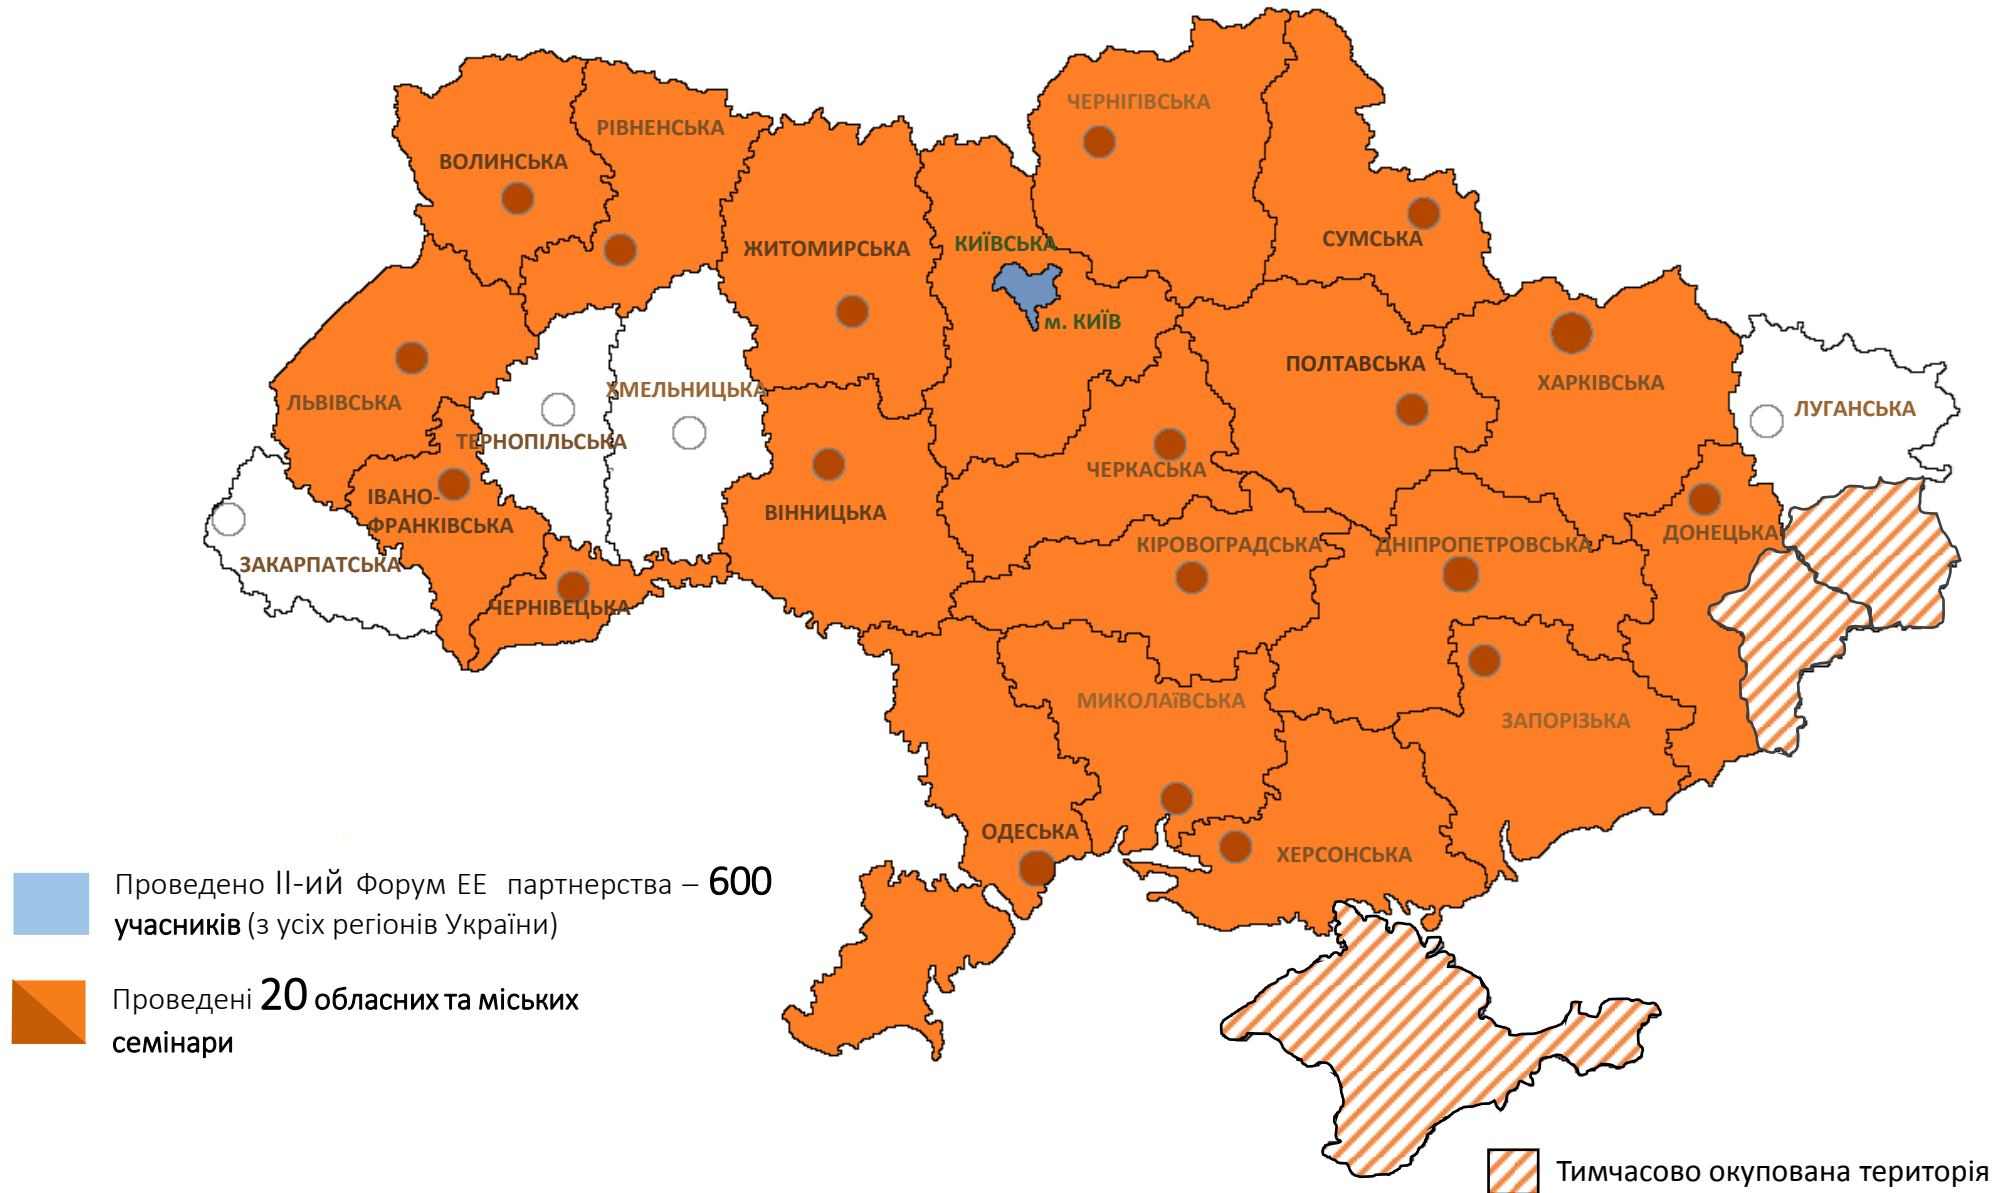 ЧЕРНІГІВСЬКА
РІВНЕНСЬКА
ВОЛИНСЬКА
СУМСЬКА
ЖИТОМИРСЬКА
КИЇВСЬКА
м. КИЇВ
ПОЛТАВСЬКА
ХАРКІВСЬКА
ХМЕЛЬНИЦЬКА
ЛЬВІВСЬКА
ЛУГАНСЬКА
ТЕРНОПІЛЬСЬКА
ЧЕРКАСЬКА
ІВАНО-
ФРАНКІВСЬКА
ВІННИЦЬКА
ДОНЕЦЬКА
КІРОВОГРАДСЬКА
ДНІПРОПЕТРОВСЬКА
ЗАКАРПАТСЬКА
ЧЕРНІВЕЦЬКА
МИКОЛАїВСЬКА
ЗАПОРІЗЬКА
ОДЕСЬКА
ХЕРСОНСЬКА
Проведено ІІ-ий Форум ЕЕ партнерства – 600
учасників (з усіх регіонів України)
Проведені 20 обласних та міських
семінари
Тимчасово окупована територія